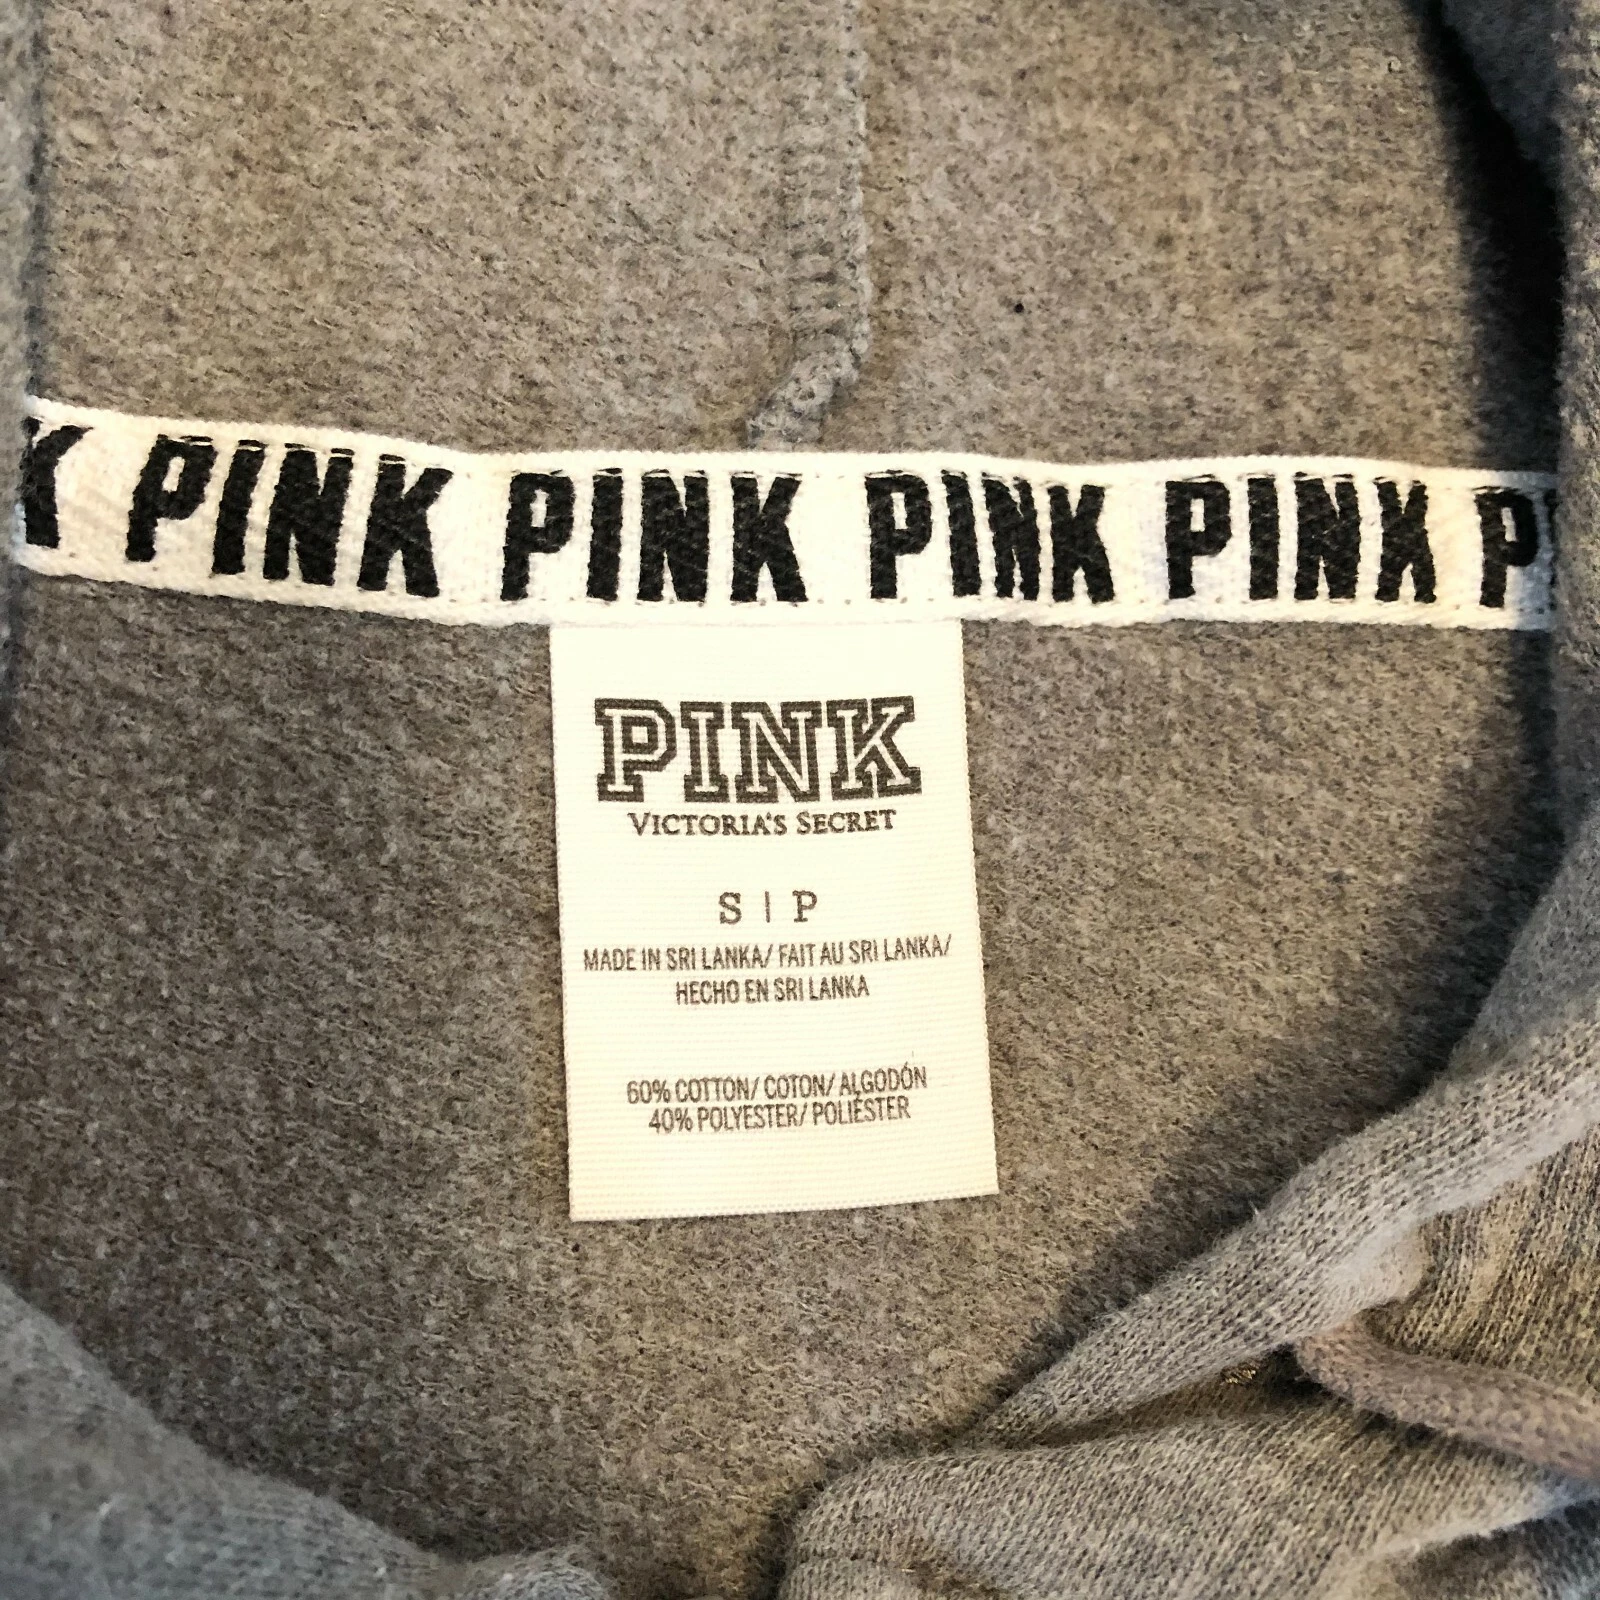 K PINK PINK PINK PINK P
PINK
VICTORIA'S SECRET
S | P
MADE IN SRI LANKA/ FAIT AU SRI LANKA/
HECHO EN SRI LANKA
60% COTTON/ COTON/ ALGODÓN
40% POLYESTER/ POLIÉSTER